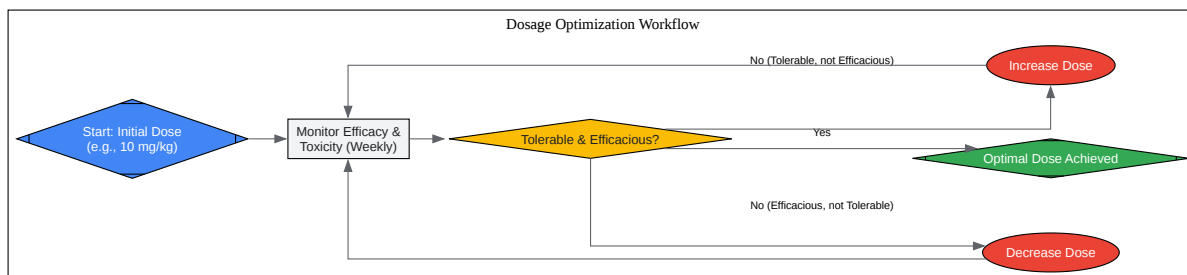 Dosage Optimization Workflow
No (Tolerable, not Efficacious)
Increase Dose
Start: Initial Dose
(e.g., 10 mg/kg)
Monitor Efficacy &
Toxicity (Weekly)
Tolerable & Efficacious?
Yes
Optimal Dose Achieved
No (Efficacious, not Tolerable)
Decrease Dose